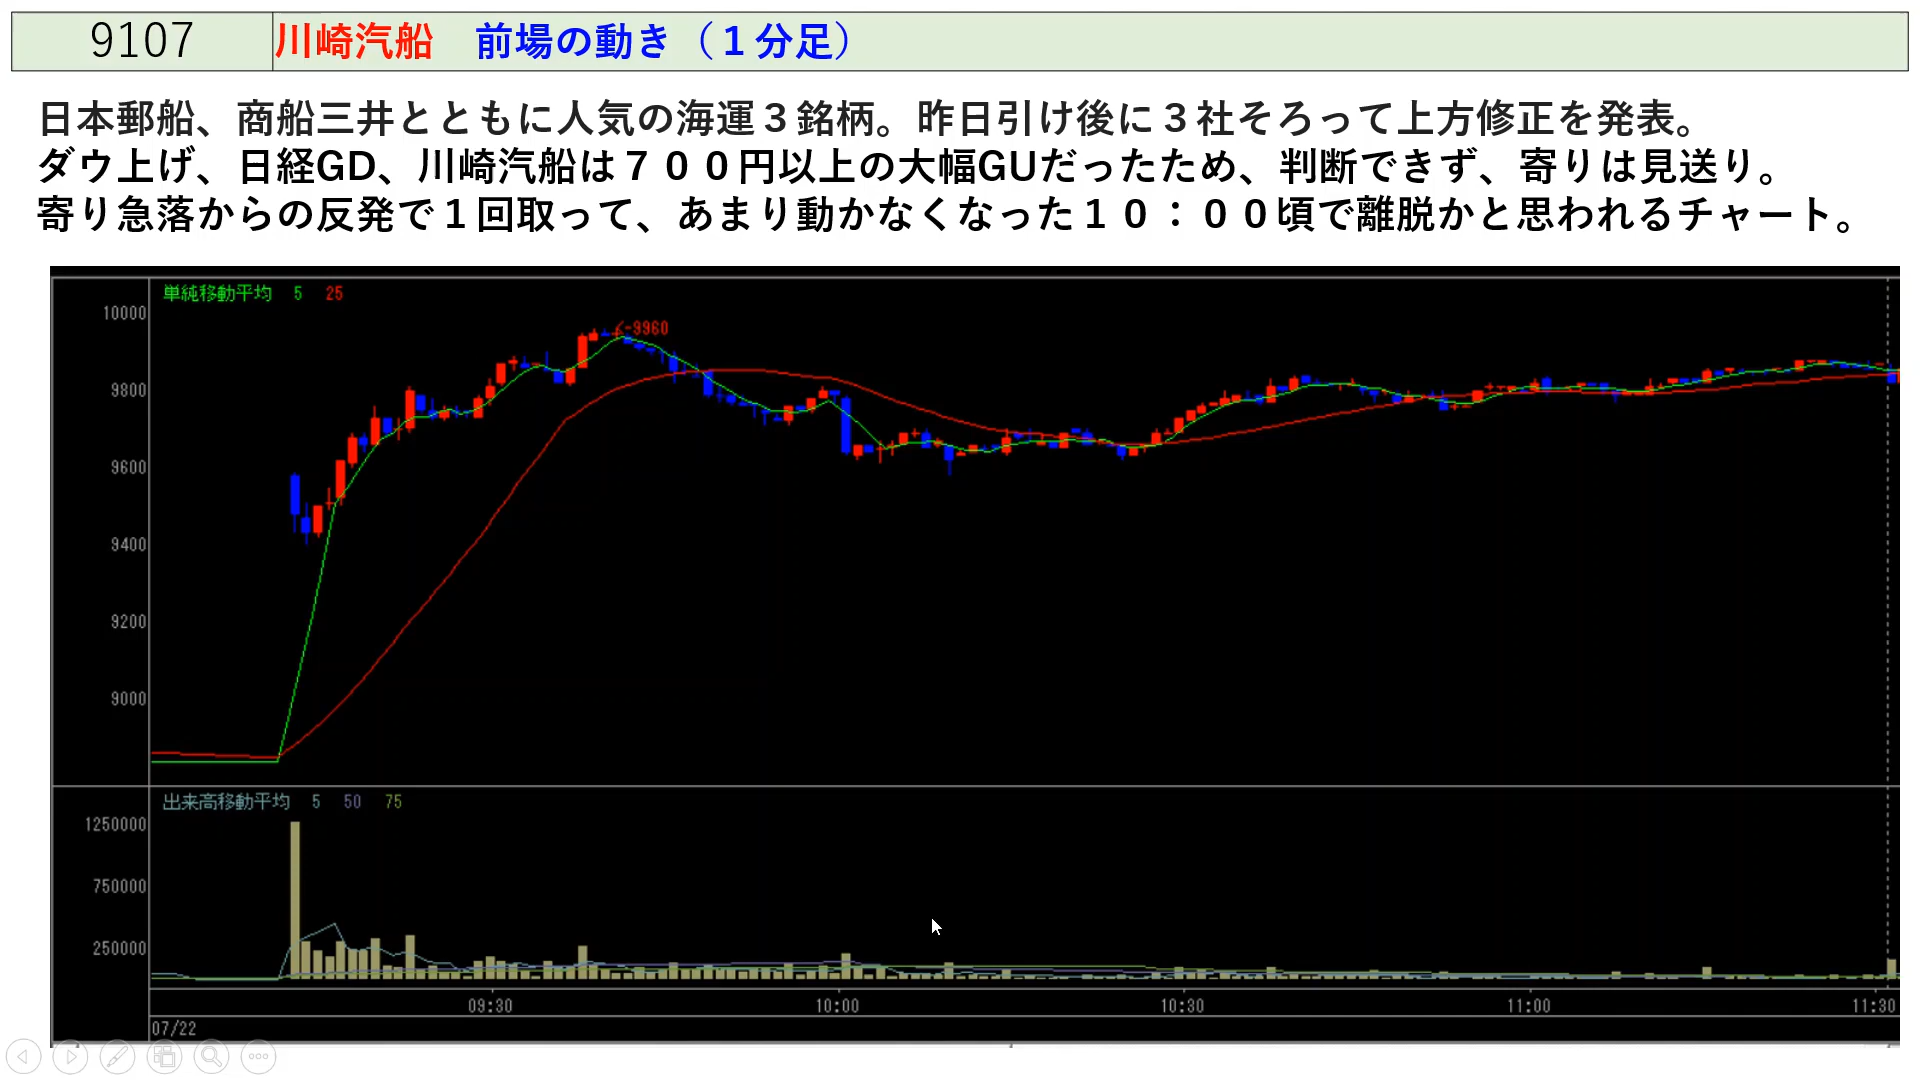 9107 川崎汽船　前場の動き（１分足）
日本郵船、商船三井とともに人気の海運３銘柄。昨日引け後に３社そろって上方修正を発表。
ダウ上げ、日経GD、川崎汽船は７００円以上の大幅GUだったため、判断できず、寄りは見送り。
寄り急落からの反発で１回取って、あまり動かなくなった１０：００頃で離脱かと思われるチャート。
単純移動平均 5 25
10000
9960
9800
9600
9400
9200
9000
出来高移動平均 5 50 75
1250000
750000
250000
09:30 10:00 10:30 11:00 11:30
07/22